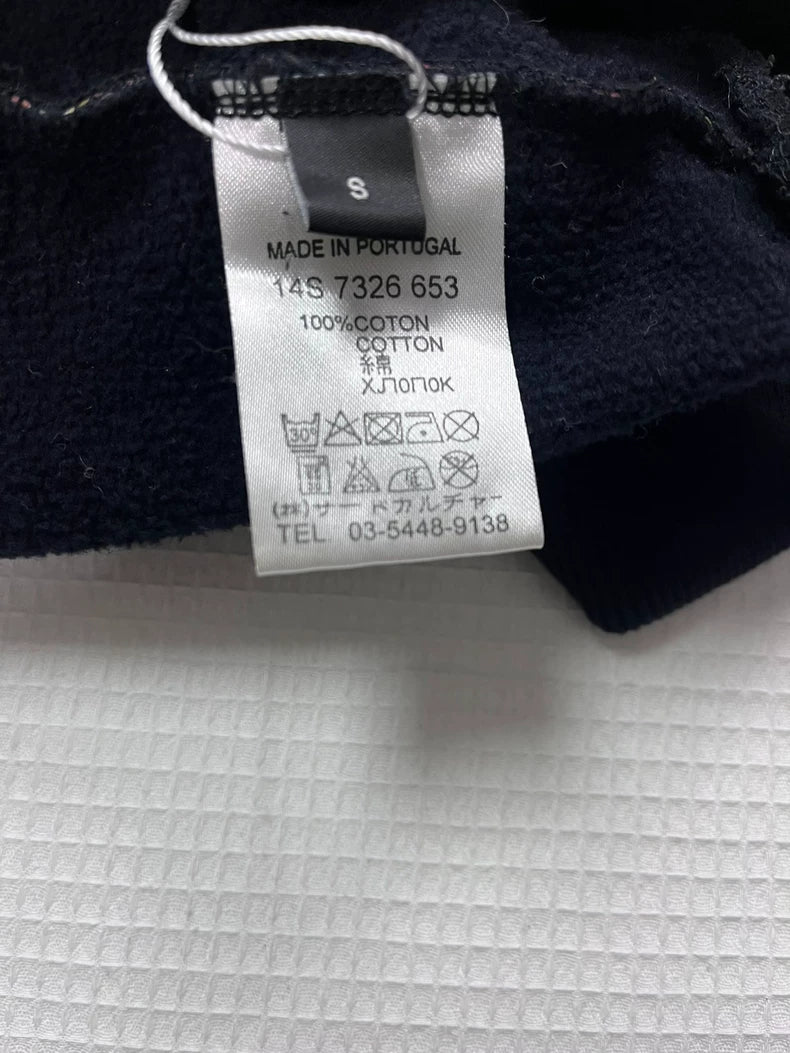 S
MADE IN PORTUGAL
14S 7326 653
100%COTON
COTTON
綿
ХЛОПОК
30°
(株)サードカルチャー
TEL 03-5448-9138